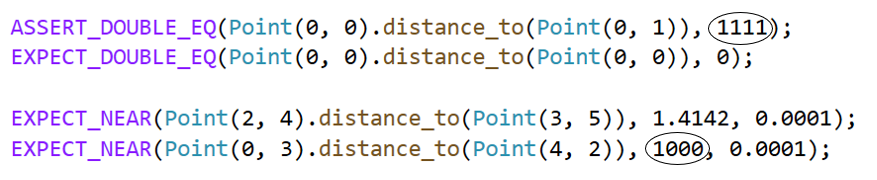 ASSERT_DOUBLE_EQ(Point(0, 0).distance_to(Point(0, 1)), 1111);
EXPECT_DOUBLE_EQ(Point(0, 0).distance_to(Point(0, 0)), 0);
EXPECT_NEAR(Point(2, 4).distance_to(Point(3, 5)), 1.4142, 0.0001);
EXPECT_NEAR(Point(0, 3).distance_to(Point(4, 2)), 1000, 0.0001);